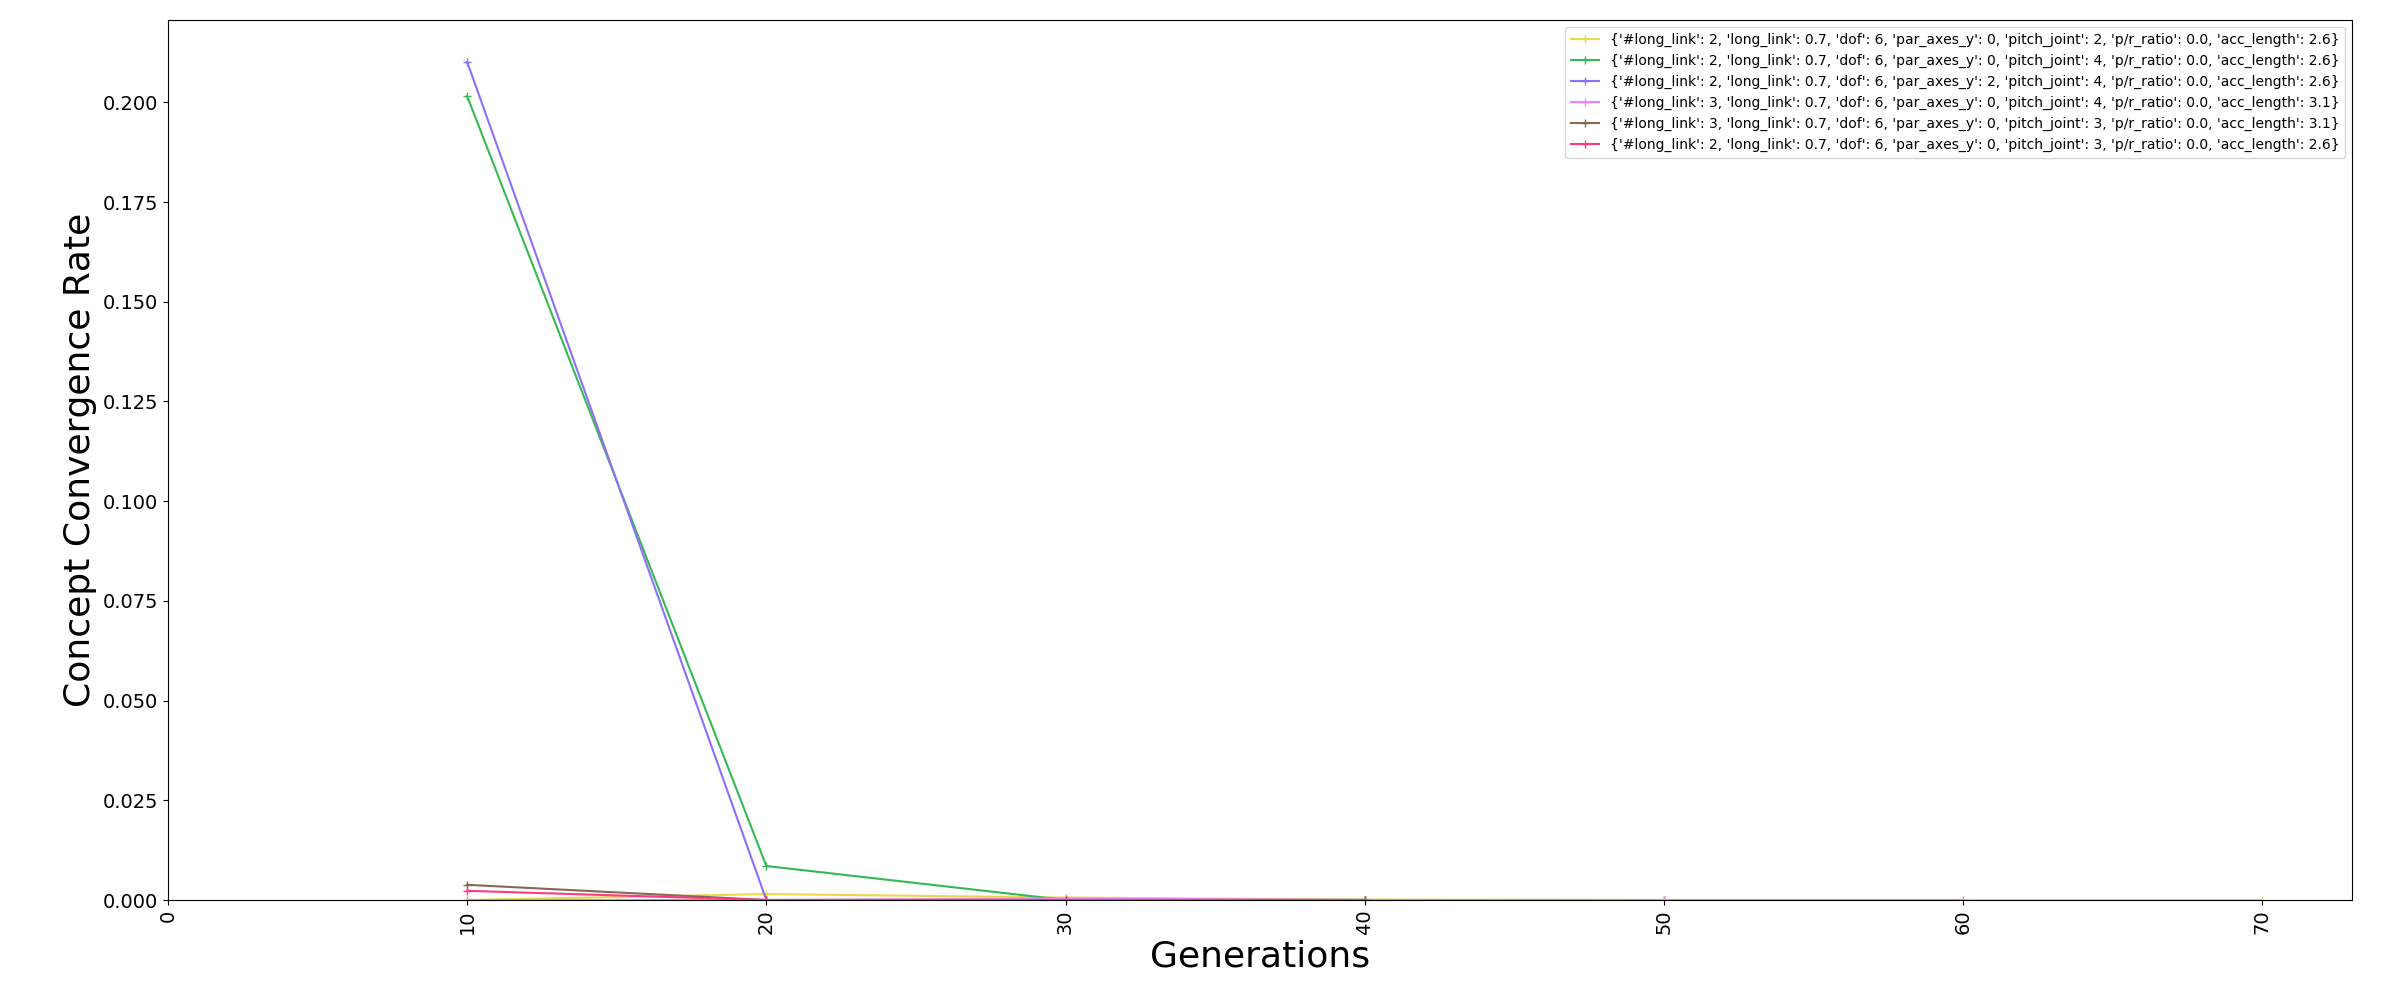 {'#long_link': 2, 'long_link': 0.7, 'dof': 6, 'par_axes_y': 0, 'pitch_joint': 2, 'p/r_ratio': 0.0, 'acc_length': 2.6}
{'#long_link': 2, 'long_link': 0.7, 'dof': 6, 'par_axes_y': 0, 'pitch_joint': 4, 'p/r_ratio': 0.0, 'acc_length': 2.6}
{'#long_link': 2, 'long_link': 0.7, 'dof': 6, 'par_axes_y': 2, 'pitch_joint': 4, 'p/r_ratio': 0.0, 'acc_length': 2.6}
{'#long_link': 3, 'long_link': 0.7, 'dof': 6, 'par_axes_y': 0, 'pitch_joint': 4, 'p/r_ratio': 0.0, 'acc_length': 3.1}
{'#long_link': 3, 'long_link': 0.7, 'dof': 6, 'par_axes_y': 0, 'pitch_joint': 3, 'p/r_ratio': 0.0, 'acc_length': 3.1}
{'#long_link': 2, 'long_link': 0.7, 'dof': 6, 'par_axes_y': 0, 'pitch_joint': 3, 'p/r_ratio': 0.0, 'acc_length': 2.6}
Concept Convergence Rate
0.200
0.175
0.150
0.125
0.100
0.075
0.050
0.025
0.000
0
10
20
30
40
50
60
70
Generations